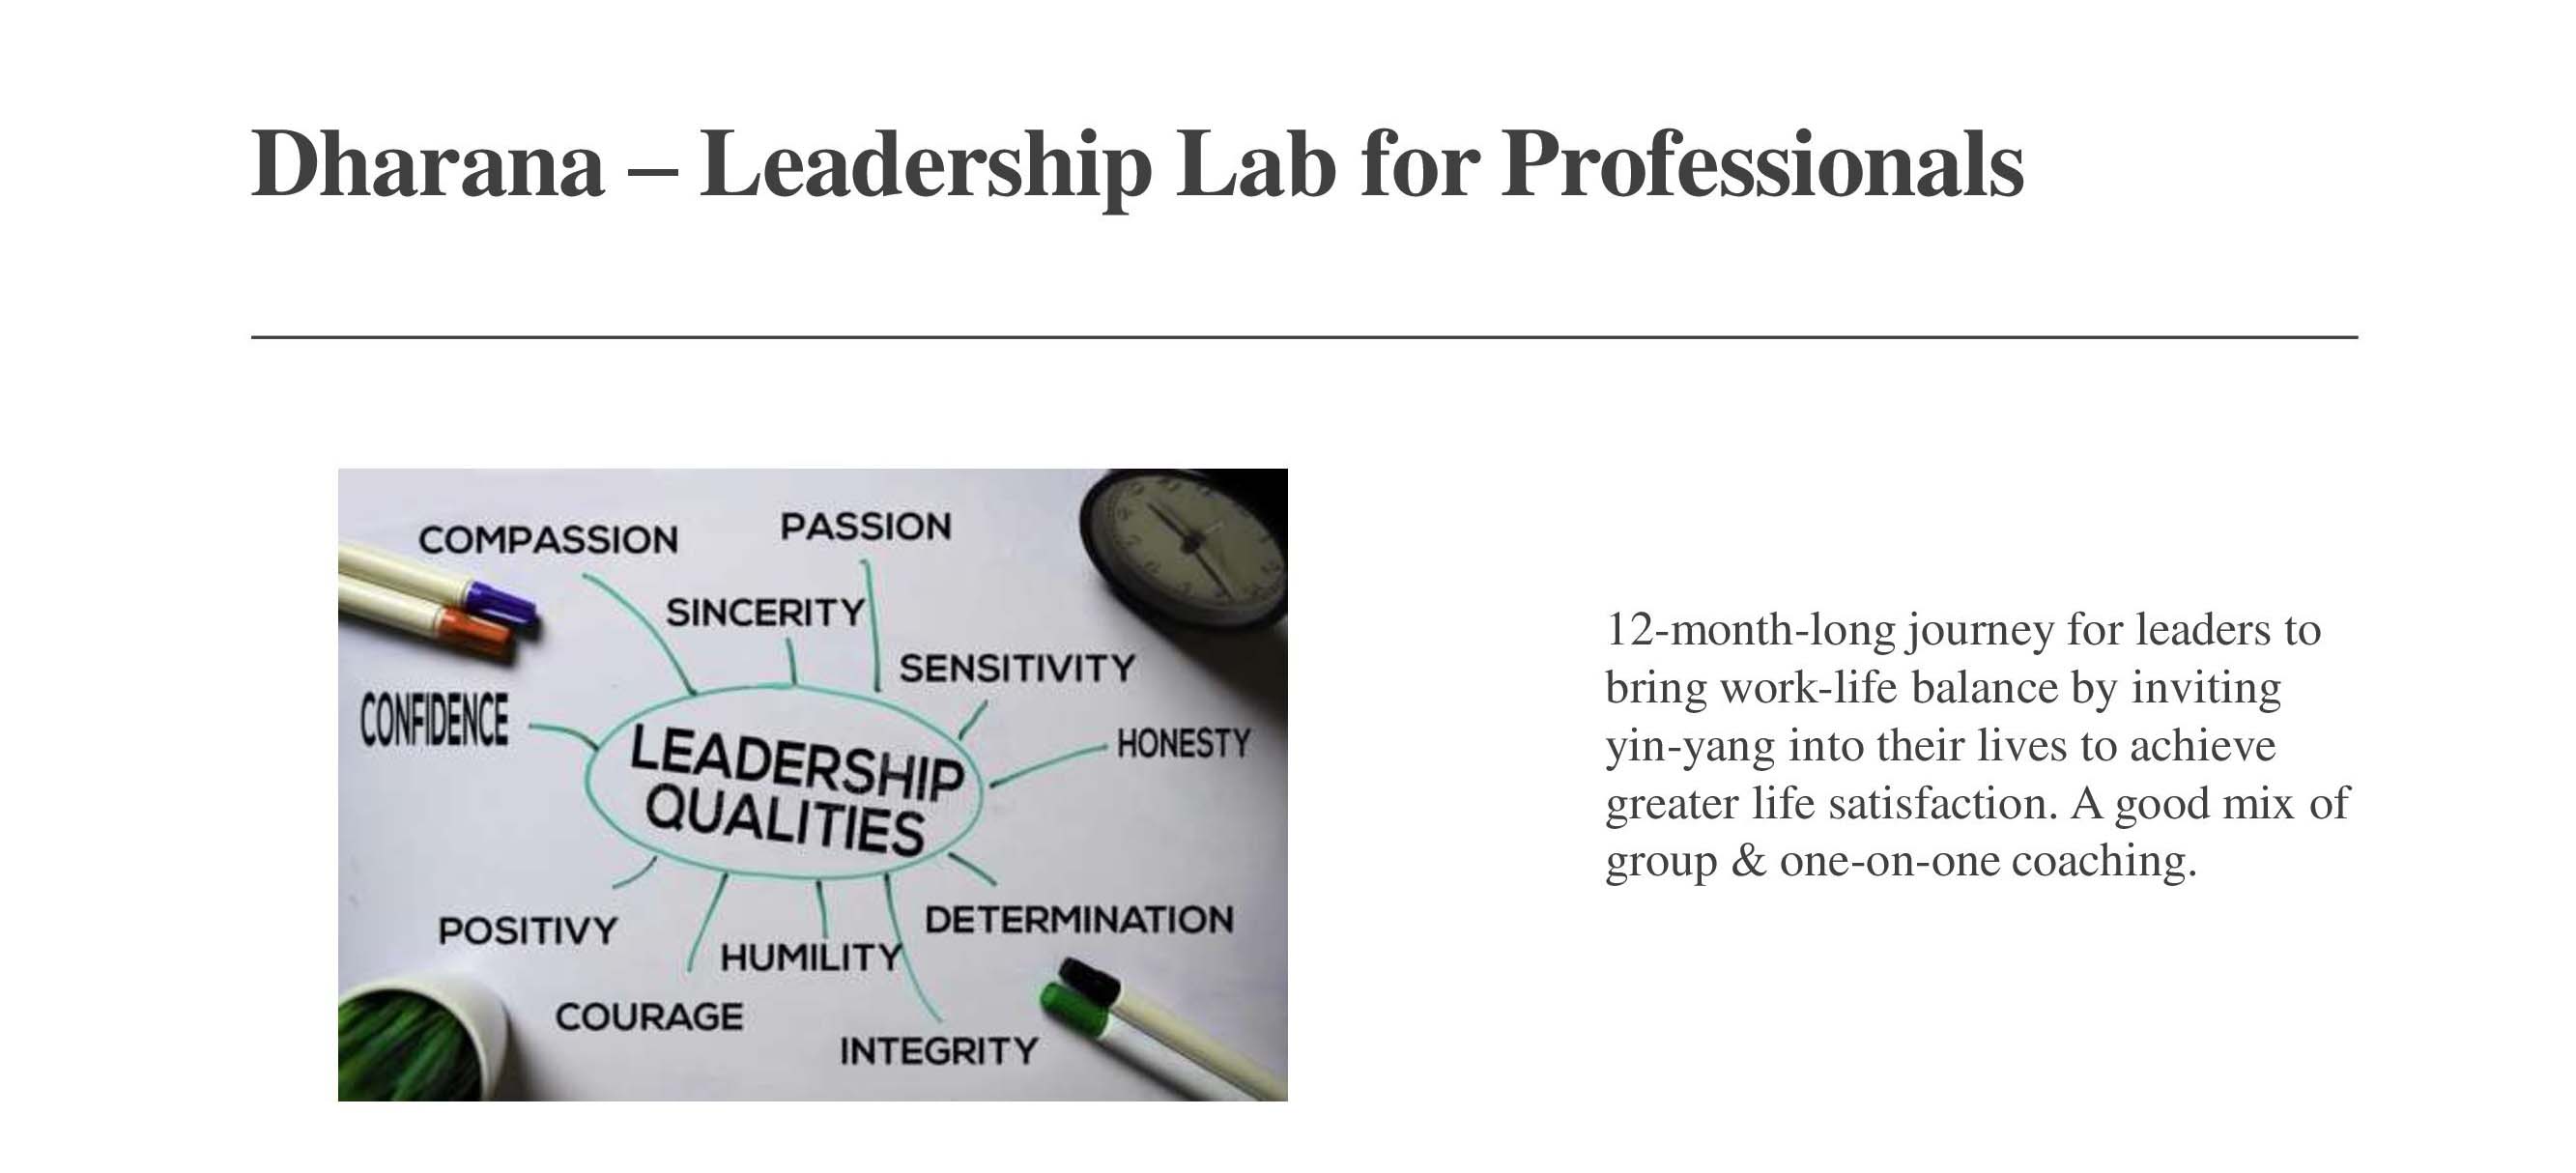 Dharana – Leadership Lab for Professionals
COMPASSION
PASSION
SINCERITY
SENSITIVITY
CONFIDENCE
HONESTY
LEADERSHIP
QUALITIES
POSITIVY
HUMILITY
DETERMINATION
COURAGE
INTEGRITY
12-month-long journey for leaders to
bring work-life balance by inviting
yin-yang into their lives to achieve
greater life satisfaction. A good mix of
group & one-on-one coaching.